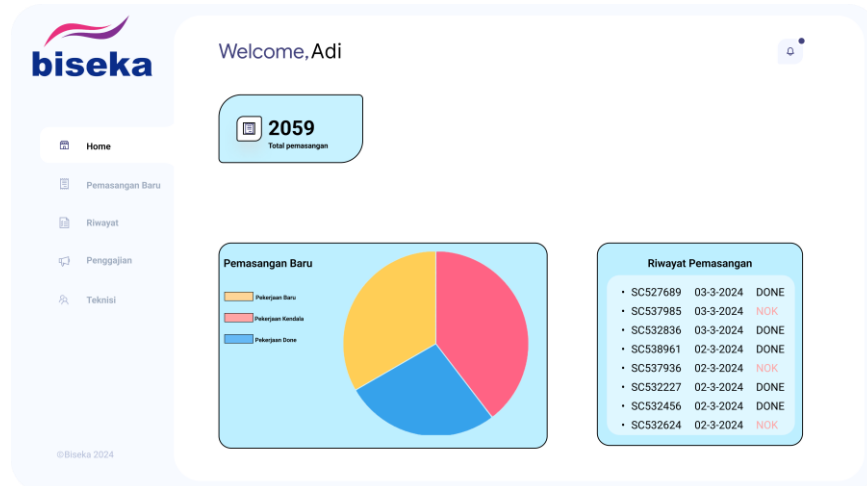 biseka
Welcome, Adi
2059
Total pemasangan
Home
Pemasangan Baru
Riwayat
Penggajian
Teknisi
©Biseka 2024
Pemasangan Baru
Pekerjaan Baru
Pekerjaan Kendala
Pekerjaan Done
Riwayat Pemasangan
• SC527689 03-3-2024 DONE
• SC537985 03-3-2024 NOK
• SC532836 03-3-2024 DONE
• SC538961 02-3-2024 DONE
• SC537936 02-3-2024 NOK
• SC532227 02-3-2024 DONE
• SC532456 02-3-2024 DONE
• SC532624 02-3-2024 NOK